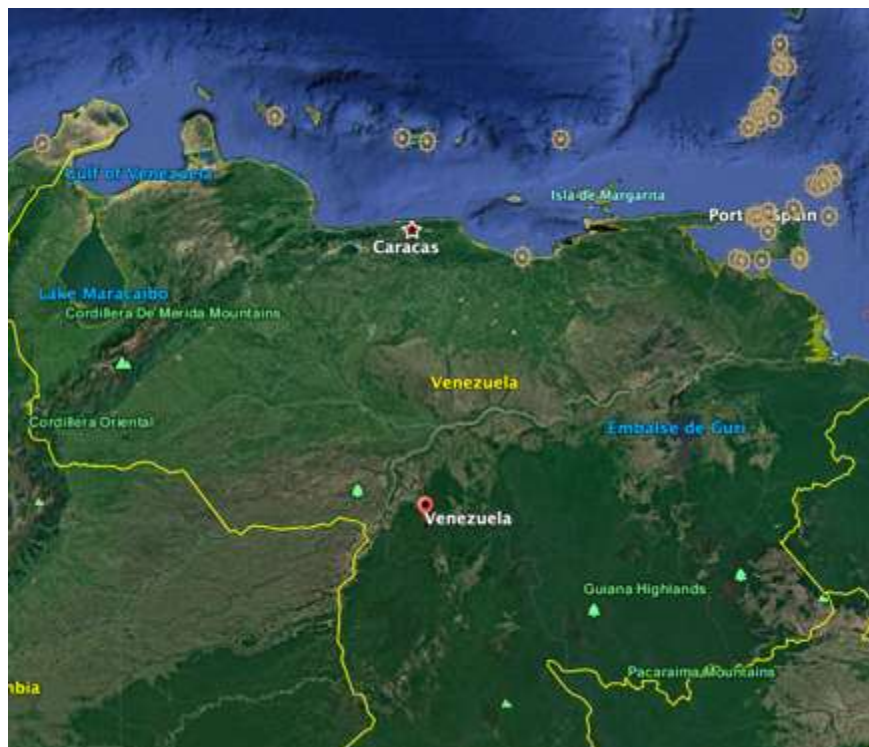 Gulf of Venezuela
Isla de Margarita
Port of Spain
Caracas
Lake Maracaibo
Cordillera De Merida Mountains
Venezuela
Cordillera Oriental
Embalse de Guri
Venezuela
Guiana Highlands
Pacaraima Mountains
mbia